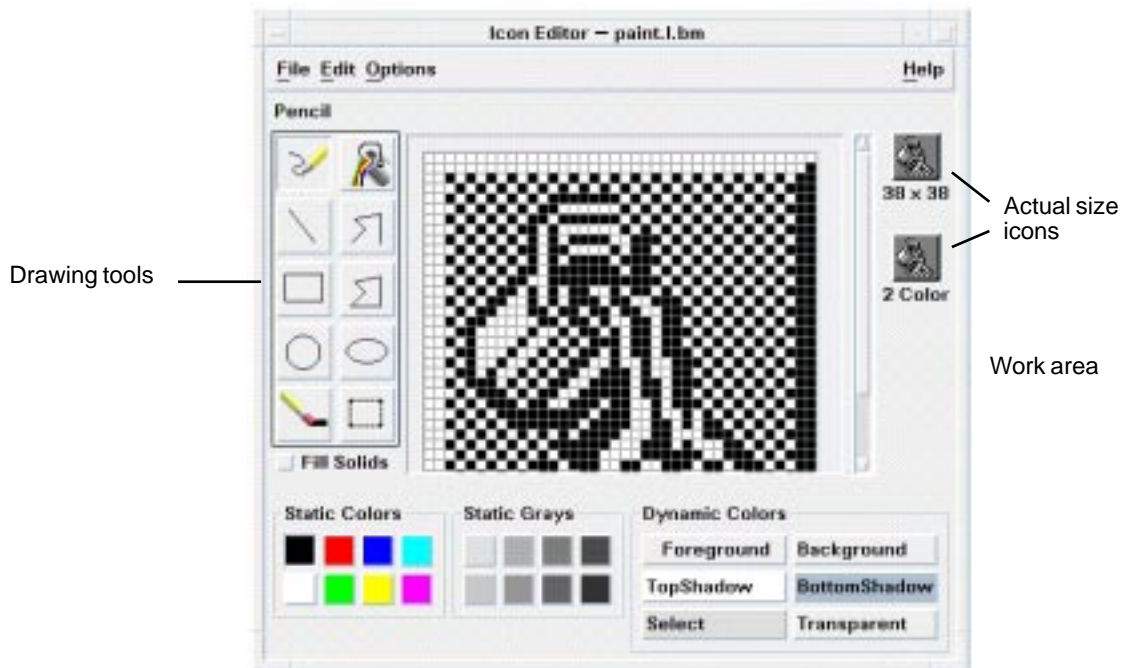 Icon Editor – paint.l.bm
File Edit Options Help
Pencil
38 x 38
Actual size
icons
Drawing tools
2 Color
Work area
Fill Solids
Static Colors
Static Grays
Dynamic Colors
Foreground Background
TopShadow BottomShadow
Select Transparent